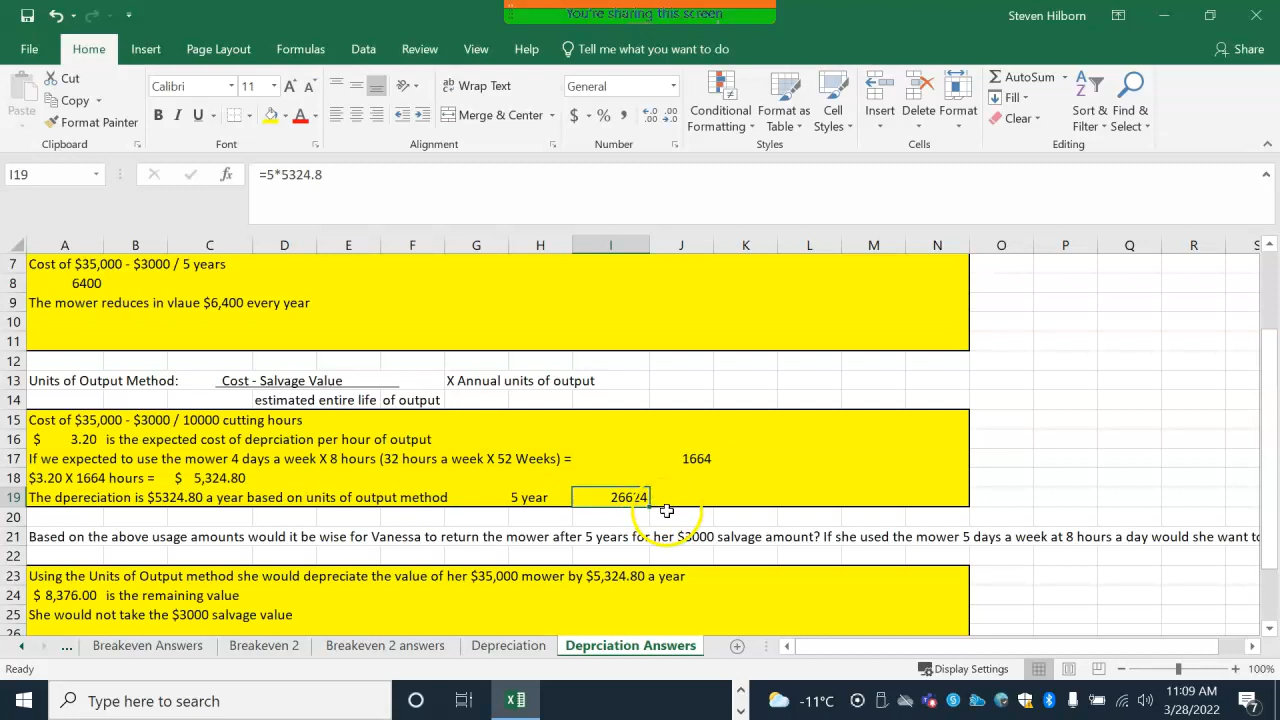 You're sharing this screen
Steven Hilborn
File Home Insert Page Layout Formulas Data Review View Help Tell me what you want to do Share
Paste Cut Copy Format Painter
Calibri 11 A A B I U A
ab Wrap Text Merge & Center
General $ % , .0 .00 .00 .0
Conditional Formatting Format as Table Cell Styles
Insert Delete Format
AutoSum Fill Clear Sort & Filter Find & Select
Clipboard Font Alignment Number Styles Cells Editing
I19 fx =5*5324.8
A B C D E F G H I J K L M N O P Q R S
7 Cost of $35,000 - $3000 / 5 years
8 6400
9 The mower reduces in vlaue $6,400 every year
10
11
12
13 Units of Output Method: Cost - Salvage Value X Annual units of output
14 estimated entire life of output
15 Cost of $35,000 - $3000 / 10000 cutting hours
16 $ 3.20 is the expected cost of deprciation per hour of output
17 If we expected to use the mower 4 days a week X 8 hours (32 hours a week X 52 Weeks) = 1664
18 $3.20 X 1664 hours = $ 5,324.80
19 The dpereciation is $5324.80 a year based on units of output method 5 year 26624
20
21 Based on the above usage amounts would it be wise for Vanessa to return the mower after 5 years for her $3000 salvage amount? If she used the mower 5 days a week at 8 hours a day would she want to
22
23 Using the Units of Output method she would depreciate the value of her $35,000 mower by $5,324.80 a year
24 $ 8,376.00 is the remaining value
25 She would not take the $3000 salvage value
26
... Breakeven Answers Breakeven 2 Breakeven 2 answers Depreciation Deprciation Answers
Ready Display Settings 100%
Type here to search -11°C 11:09 AM
3/28/2022 7